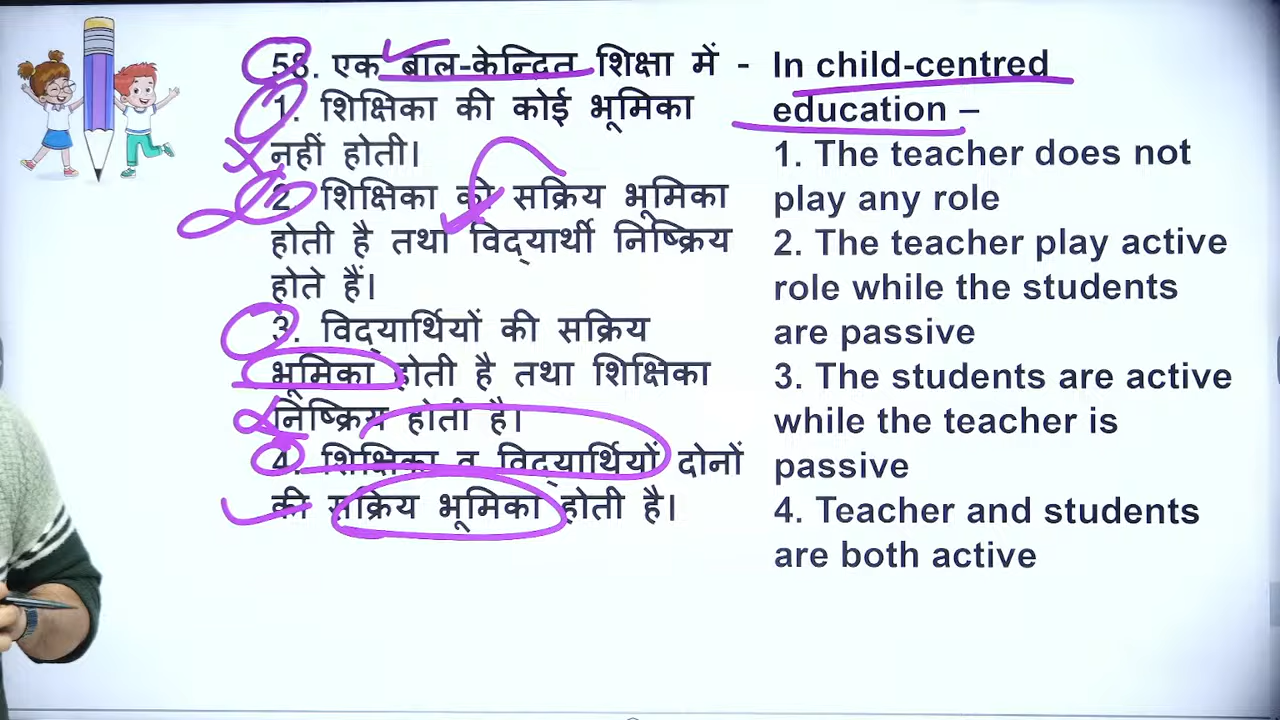 58. एक बाल-केन्द्रित शिक्षा में -
1. शिक्षिका की कोई भूमिका
नहीं होती।
2. शिक्षिका की सक्रिय भूमिका
होती है तथा विद्यार्थी निष्क्रिय
होते हैं।
3. विद्यार्थियों की सक्रिय
भूमिका होती है तथा शिक्षिका
निष्क्रिय होती है।
4. शिक्षिका व विद्यार्थियों दोनों
की सक्रिय भूमिका होती है।
In child-centred
education –
1. The teacher does not
play any role
2. The teacher play active
role while the students
are passive
3. The students are active
while the teacher is
passive
4. Teacher and students
are both active